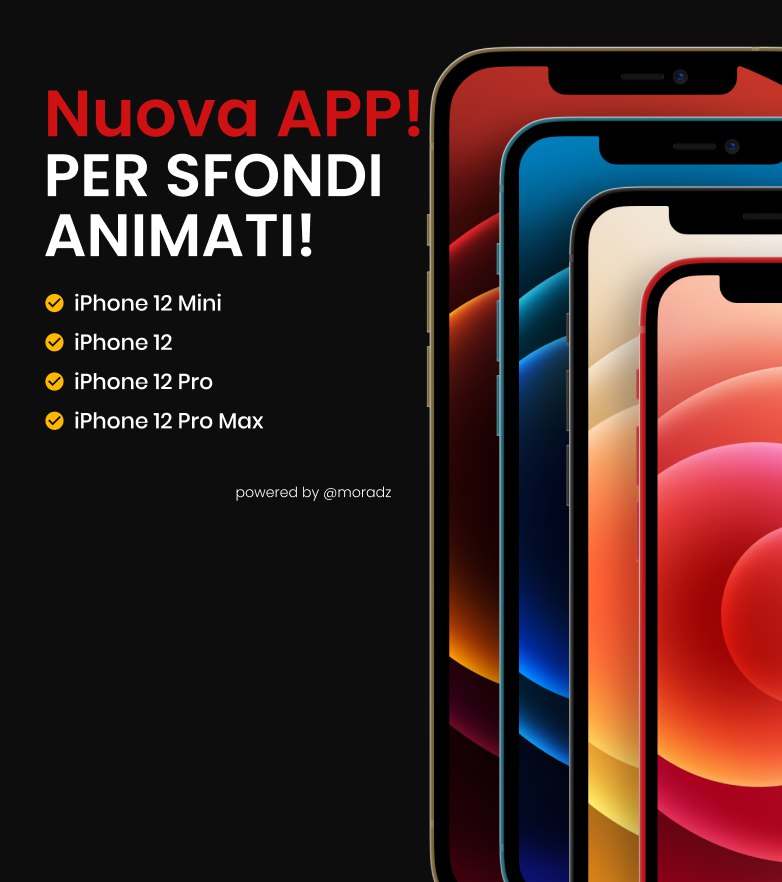 Nuova APP!
PER SFONDI
ANIMATI!
iPhone 12 Mini
iPhone 12
iPhone 12 Pro
iPhone 12 Pro Max
powered by @moradz